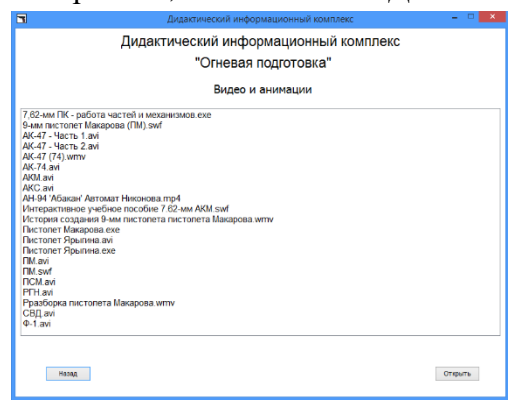 Дидактический информационный комплекс
Дидактический информационный комплекс
"Огневая подготовка"
Видео и анимации
7,62-мм ПК - работа частей и механизмов.exe
9-мм пистолет Макарова (ПМ).swf
АК-47 - Часть 1.avi
АК-47 - Часть 2.avi
АК-47 (74).wmv
АК-74.avi
АКМ.avi
АКС.avi
АН-94 'Абакан' Автомат Никонова.mp4
Интерактивное учебное пособие 7.62-мм АКМ.swf
История создания 9-мм пистолета пистолета Макарова.wmv
Пистолет Макарова.exe
Пистолет Ярыгина.avi
Пистолет Ярыгина.exe
ПМ.avi
ПМ.swf
ПСМ.avi
РГН.avi
Рразборка пистолета Макарова.wmv
СВД.avi
Ф-1.avi
Назад
Открыть